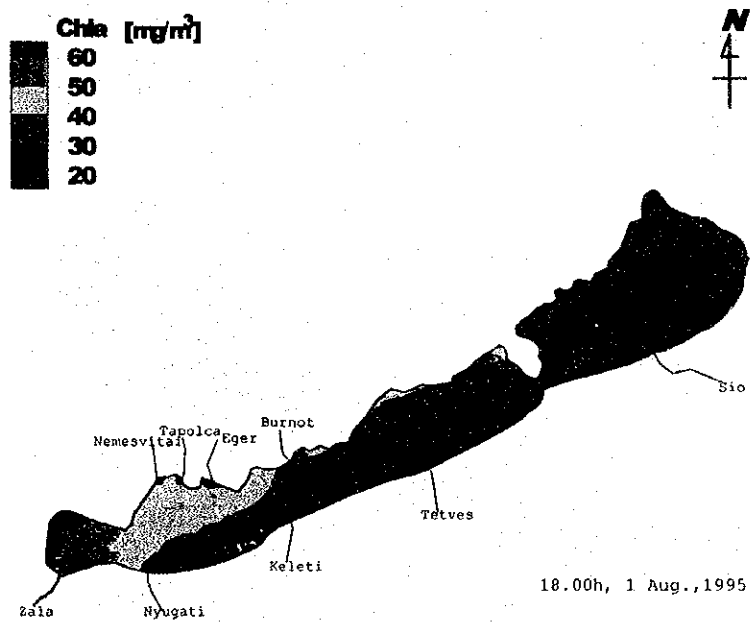 Chla [mg/m³]
N
60
50
40
30
20
Sio
Burnot
Tapolca
Nemesvitai
Eger
Tetves
Keleti
18.00h, 1 Aug.,1995
Zala
Nyugati